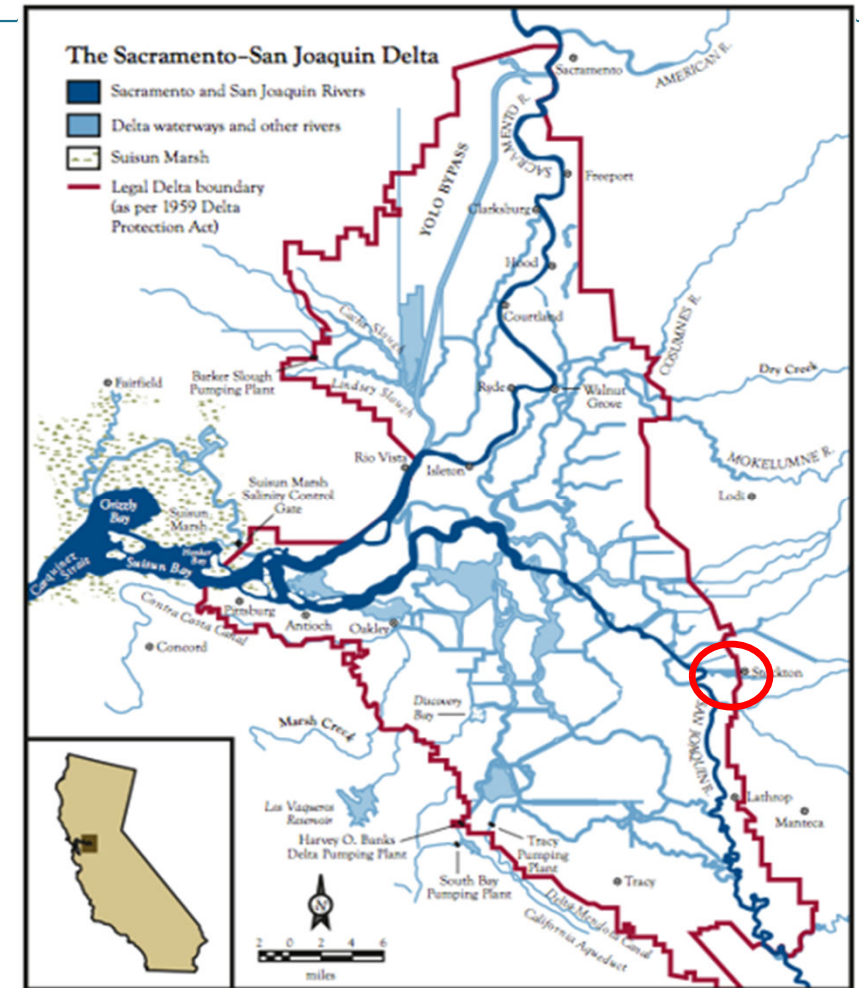 The Sacramento–San Joaquin Delta
Sacramento and San Joaquin Rivers
Delta waterways and other rivers
Suisun Marsh
Legal Delta boundary
(as per 1959 Delta
Protection Act)
Sacramento
AMERICAN R.
SACRAMENTO R.
YOLO BYPASS
Freeport
Clarksburg
Hood
Courtland
COSUMNES R.
Cache Slough
Barker Slough
Pumping Plant
Lindsey Slough
Fairfield
Ryde
Walnut
Grove
Dry Creek
MOKELUMNE R.
Rio Vista
Isleton
Lodi
Suisun Marsh
Salinity Control
Gate
Grizzly
Bay
Suisun
Marsh
Honker
Bay
Suisun Bay
Carquinez
Strait
Pittsburg
Antioch
Oakley
Contra Costa Canal
Concord
Stockton
Discovery
Bay
SAN JOAQUIN R.
Marsh Creek
Los Vaqueros
Reservoir
Lathrop
Manteca
Harvey O. Banks
Delta Pumping Plant
Tracy
Pumping
Plant
South Bay
Pumping Plant
Tracy
Delta Mendota Canal
California Aqueduct
N
2 0 2 4 6
miles